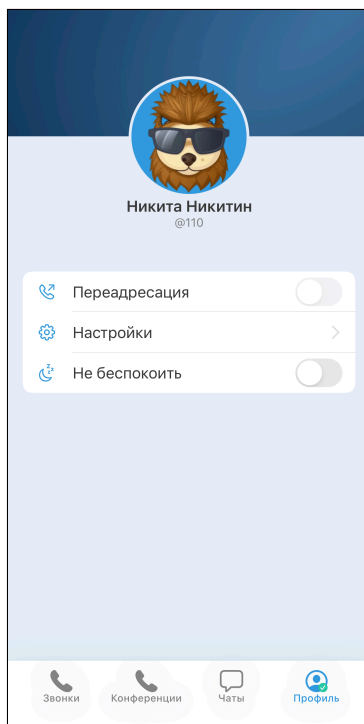 Никита Никитин
@110
Переадресация
Настройки
Не беспокоить
Звонки Конференции Чаты Профиль